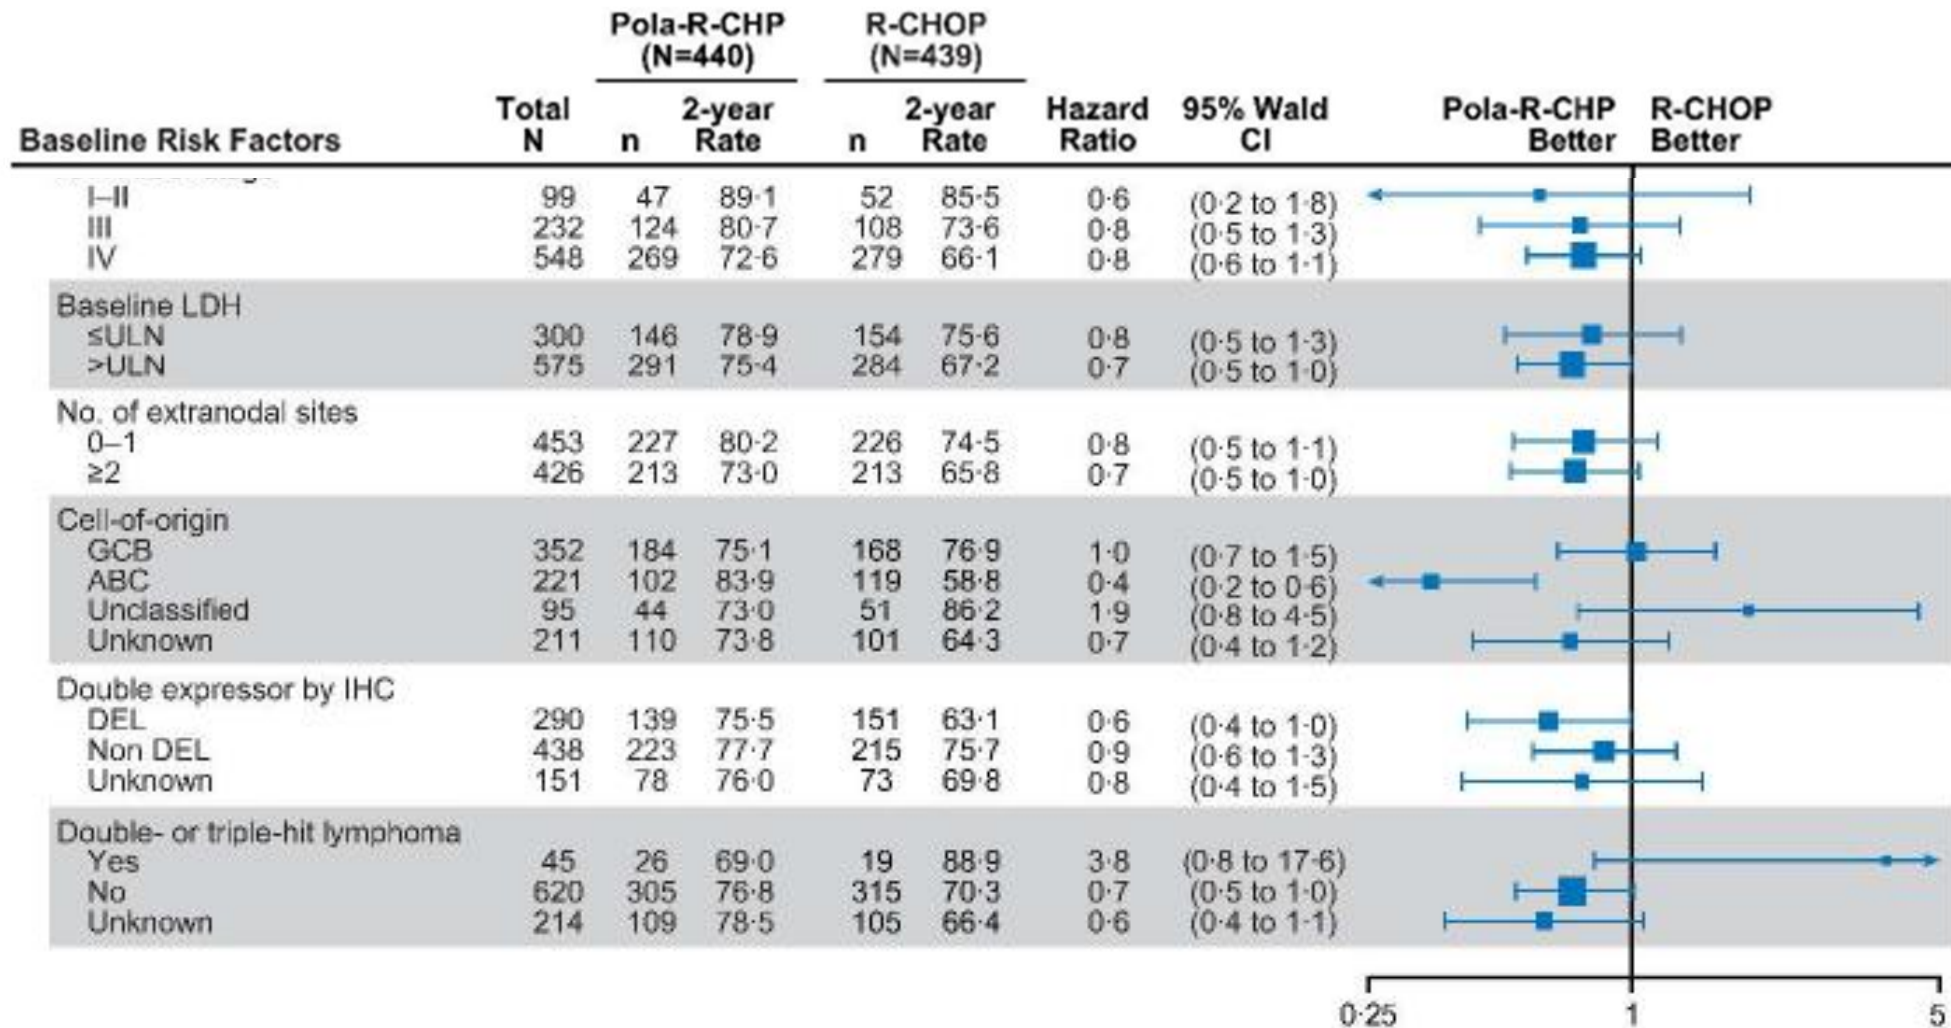 Pola-R-CHP R-CHOP
(N=440) (N=439)
Total 2-year 2-year Hazard 95% Wald Pola-R-CHP R-CHOP
Baseline Risk Factors N n Rate n Rate Ratio CI Better Better
I–II 99 47 89·1 52 85·5 0·6 (0·2 to 1·8)
III 232 124 80·7 108 73·6 0·8 (0·5 to 1·3)
IV 548 269 72·6 279 66·1 0·8 (0·6 to 1·1)
Baseline LDH
≤ULN 300 146 78·9 154 75·6 0·8 (0·5 to 1·3)
>ULN 575 291 75·4 284 67·2 0·7 (0·5 to 1·0)
No. of extranodal sites
0–1 453 227 80·2 226 74·5 0·8 (0·5 to 1·1)
≥2 426 213 73·0 213 65·8 0·7 (0·5 to 1·0)
Cell-of-origin
GCB 352 184 75·1 168 76·9 1·0 (0·7 to 1·5)
ABC 221 102 83·9 119 58·8 0·4 (0·2 to 0·6)
Unclassified 95 44 73·0 51 86·2 1·9 (0·8 to 4·5)
Unknown 211 110 73·8 101 64·3 0·7 (0·4 to 1·2)
Double expressor by IHC
DEL 290 139 75·5 151 63·1 0·6 (0·4 to 1·0)
Non DEL 438 223 77·7 215 75·7 0·9 (0·6 to 1·3)
Unknown 151 78 76·0 73 69·8 0·8 (0·4 to 1·5)
Double- or triple-hit lymphoma
Yes 45 26 69·0 19 88·9 3·8 (0·8 to 17·6)
No 620 305 76·8 315 70·3 0·7 (0·5 to 1·0)
Unknown 214 109 78·5 105 66·4 0·6 (0·4 to 1·1)
0·25 1 5